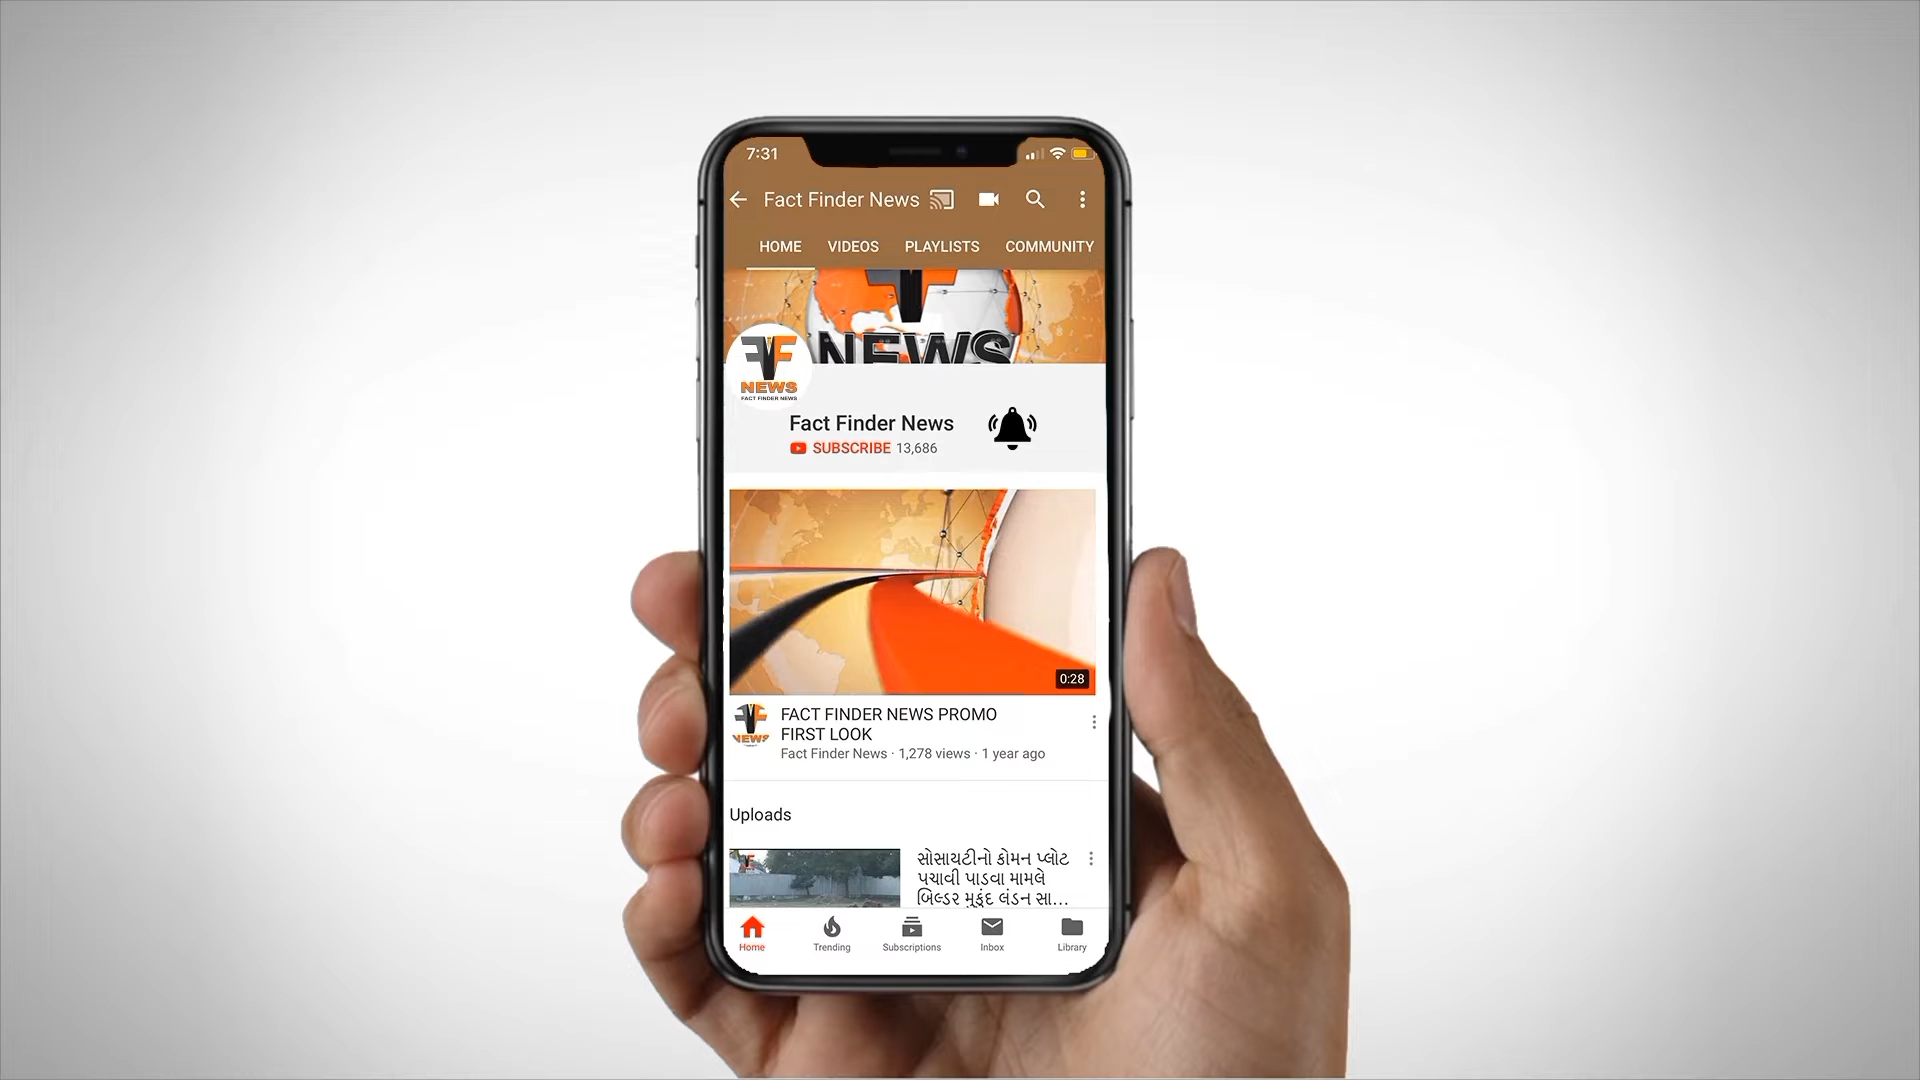 7:31
Fact Finder News
HOME VIDEOS PLAYLISTS COMMUNITY
NEWS
NEWS
FACT FINDER NEWS
Fact Finder News
SUBSCRIBE 13,686
0:28
FACT FINDER NEWS PROMO
FIRST LOOK
NEWS
Fact Finder News · 1,278 views · 1 year ago
Uploads
સોસાયટીનો કોમન પ્લોટ
પચાવી પાડવા મામલે
બિલ્ડર મૂકુંદ લંડન સા...
Home Trending Subscriptions Inbox Library